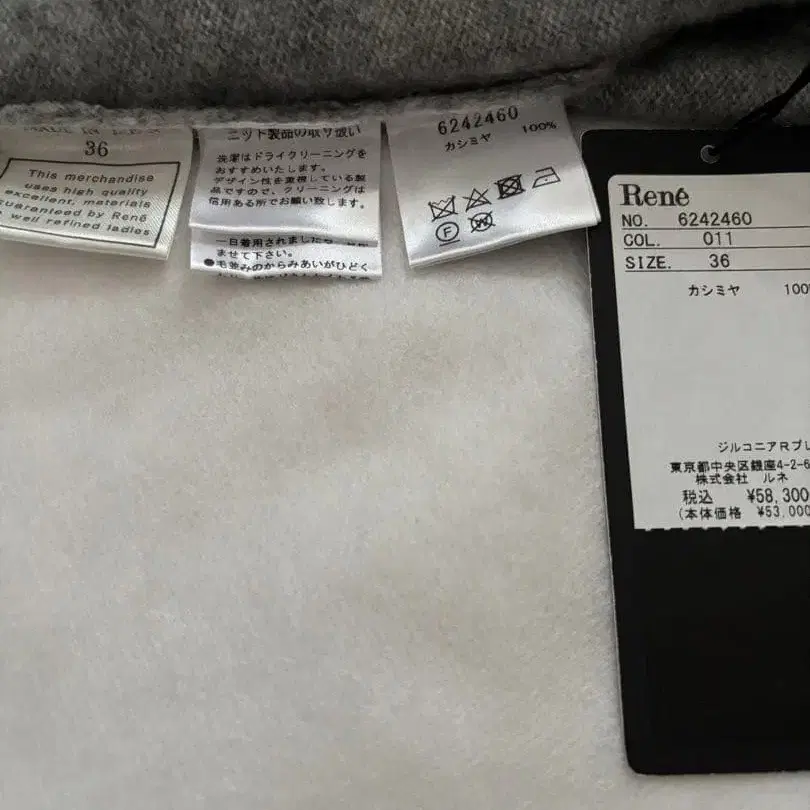 36
This merchandise
uses high quality
excellent, materials
guaranteed by René
well refined ladies
ニット製品の取り扱い
洗濯はドライクリーニングを
おすすめいたします。
デザイン性を重視している製
品ですので、クリーニングは
信用ある所でお願い致します。
一日着用されましたら
ませて下さい。
●毛並みのからみあいがひどく
6242460
カシミヤ 100%
F
W
René
NO. 6242460
COL. 011
SIZE. 36
カシミヤ 100%
ジルコニアRプレ
東京都中央区銀座4-2-6
株式会社 ルネ
税込 ¥58,300
(本体価格 ¥53,000